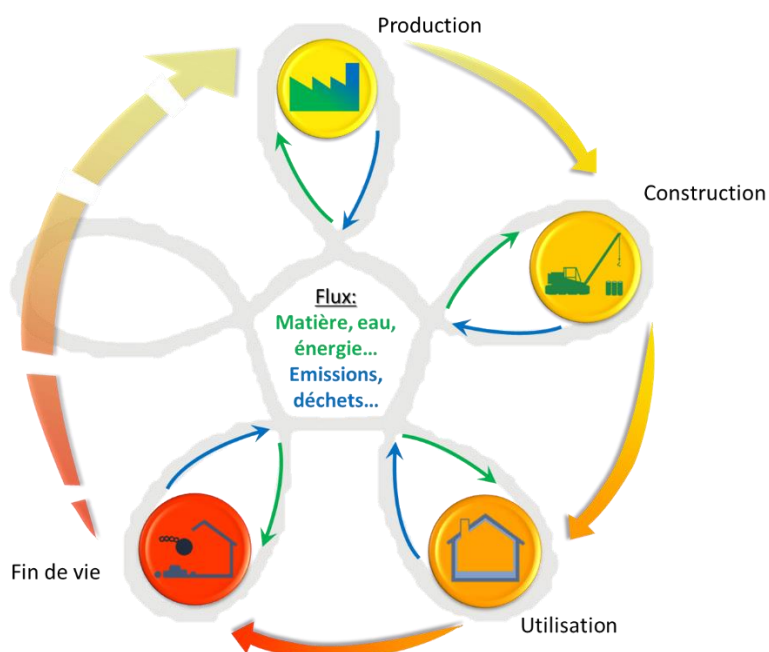 Production
Construction
Flux:
Matière, eau,
énergie…
Emissions,
déchets…
Fin de vie
Utilisation